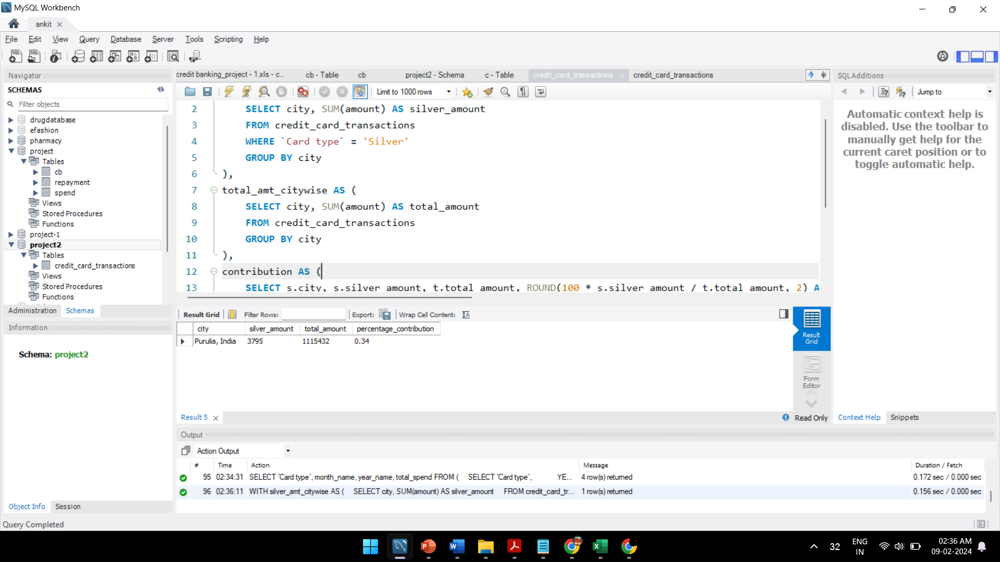 MySQL Workbench
ankit
File Edit View Query Database Server Tools Scripting Help
Navigator
SCHEMAS
Filter objects
drugdatabase
efashion
pharmacy
project
Tables
cb
repayment
spend
Views
Stored Procedures
Functions
project-1
project2
Tables
credit_card_transactions
Views
Stored Procedures
Functions
Administration Schemas
Information
Schema: project2
Object Info Session
Query Completed
credit banking_project - 1.xls - c... cb - Table cb project2 - Schema c - Table credit_card_transactions credit_card_transactions
Limit to 1000 rows
2 SELECT city, SUM(amount) AS silver_amount
3 FROM credit_card_transactions
4 WHERE `Card type` = 'Silver'
5 GROUP BY city
6 ),
7 total_amt_citywise AS (
8 SELECT city, SUM(amount) AS total_amount
9 FROM credit_card_transactions
10 GROUP BY city
11 ),
12 contribution AS (
13 SELECT s.city, s.silver_amount, t.total_amount, ROUND(100 * s.silver_amount / t.total_amount, 2) A
Result Grid Filter Rows: Export: Wrap Cell Content:
city silver_amount total_amount percentage_contribution
Purulia, India 3795 1115432 0.34
Result Grid
Form Editor
Result 5
Read Only
SQLAdditions
Jump to
Automatic context help is
disabled. Use the toolbar to
manually get help for the
current caret position or to
toggle automatic help.
Context Help Snippets
Output
Action Output
# Time Action Message Duration / Fetch
95 02:34:31 SELECT `Card type`, month_name, year_name, total_spend FROM ( SELECT `Card type`, YE... 4 row(s) returned 0.172 sec / 0.000 sec
96 02:36:11 WITH silver_amt_citywise AS ( SELECT city, SUM(amount) AS silver_amount FROM credit_card_tr... 1 row(s) returned 0.156 sec / 0.000 sec
32
ENG
IN
02:36 AM
09-02-2024